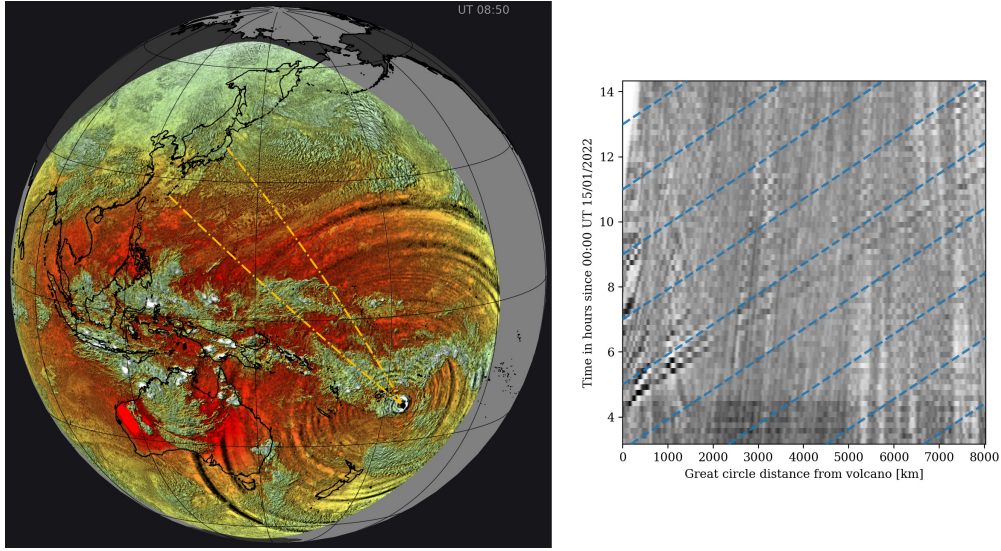 UT 08:50
Time in hours since 00:00 UT 15/01/2022
14
12
10
8
6
4
0 1000 2000 3000 4000 5000 6000 7000 8000
Great circle distance from volcano [km]